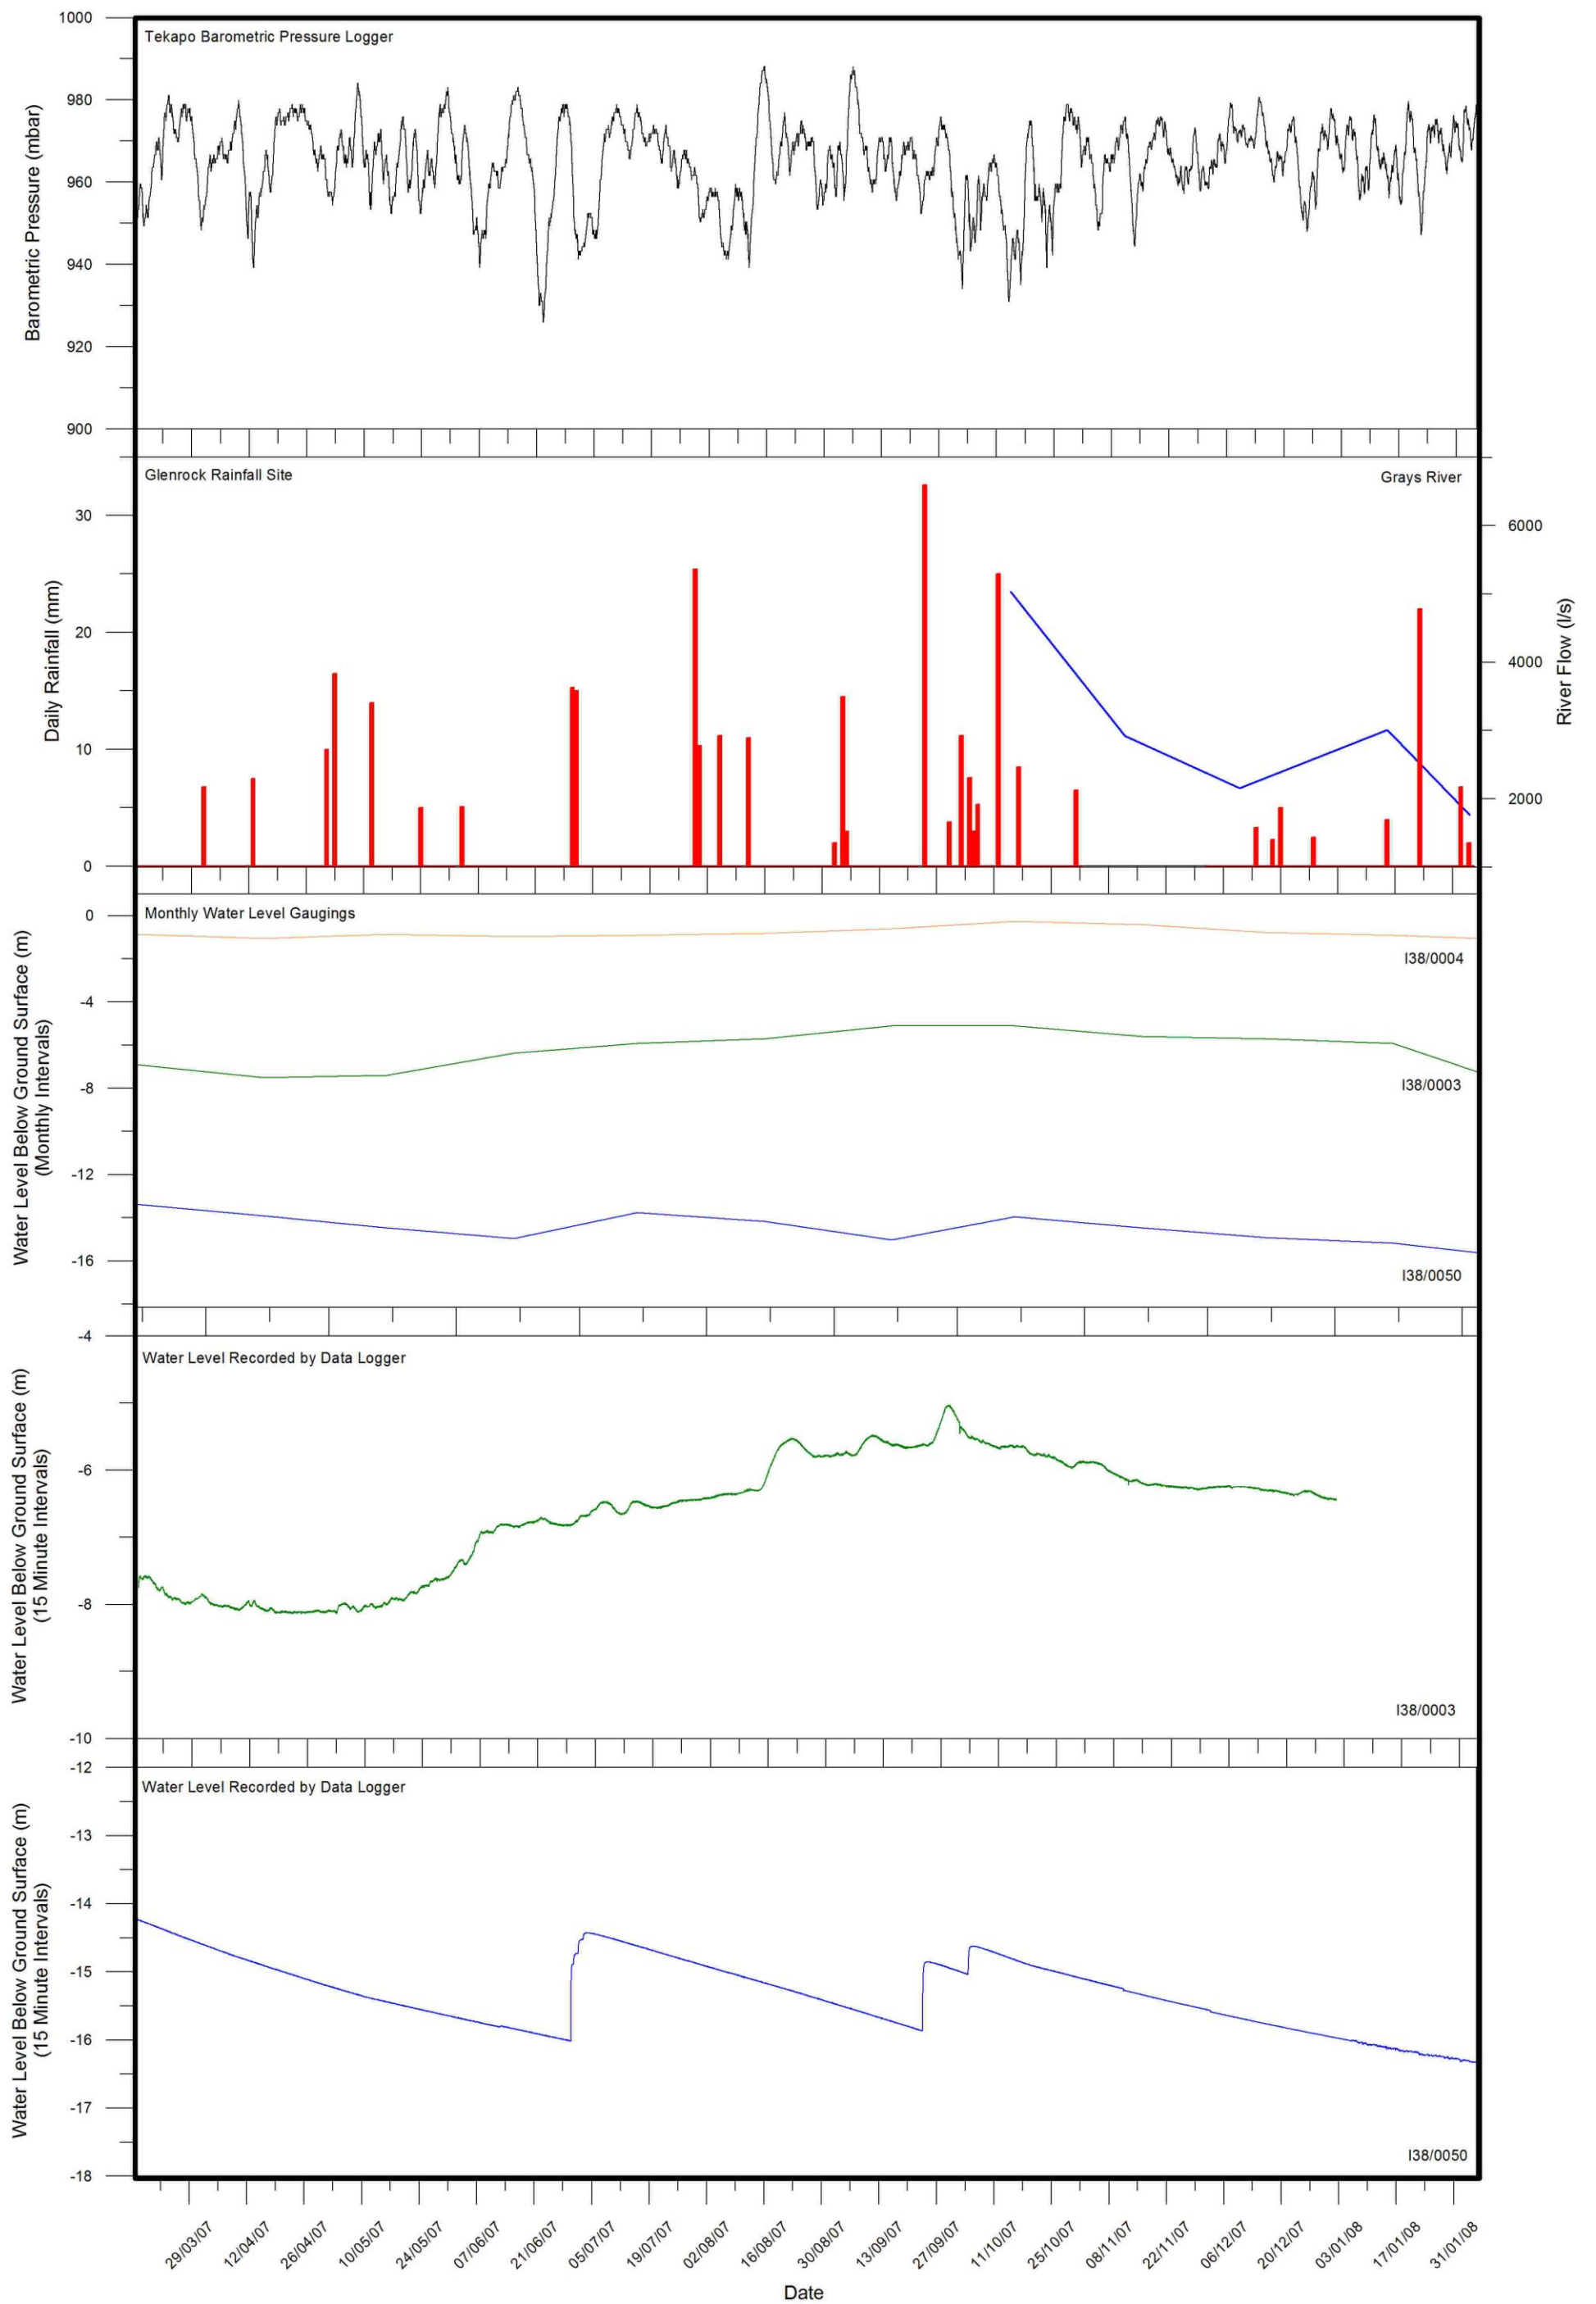 Tekapo Barometric Pressure Logger
Barometric Pressure (mbar)
1000
980
960
940
920
900
Glenrock Rainfall Site
Grays River
Daily Rainfall (mm)
30
20
10
0
6000
4000
2000
River Flow (l/s)
Monthly Water Level Gaugings
Water Level Below Ground Surface (m)
(Monthly Intervals)
0
-4
-8
-12
-16
I38/0004
I38/0003
I38/0050
Water Level Recorded by Data Logger
Water Level Below Ground Surface (m)
(15 Minute Intervals)
-4
-6
-8
-10
I38/0003
Water Level Recorded by Data Logger
Water Level Below Ground Surface (m)
(15 Minute Intervals)
-12
-13
-14
-15
-16
-17
-18
I38/0050
29/03/07
12/04/07
26/04/07
10/05/07
24/05/07
07/06/07
21/06/07
05/07/07
19/07/07
02/08/07
16/08/07
30/08/07
13/09/07
27/09/07
11/10/07
25/10/07
08/11/07
22/11/07
06/12/07
20/12/07
03/01/08
17/01/08
31/01/08
Date